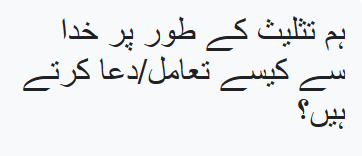 ہم تثلیث کے طور پر خدا
سے کیسے تعامل/دعا کرتے
ہیں؟